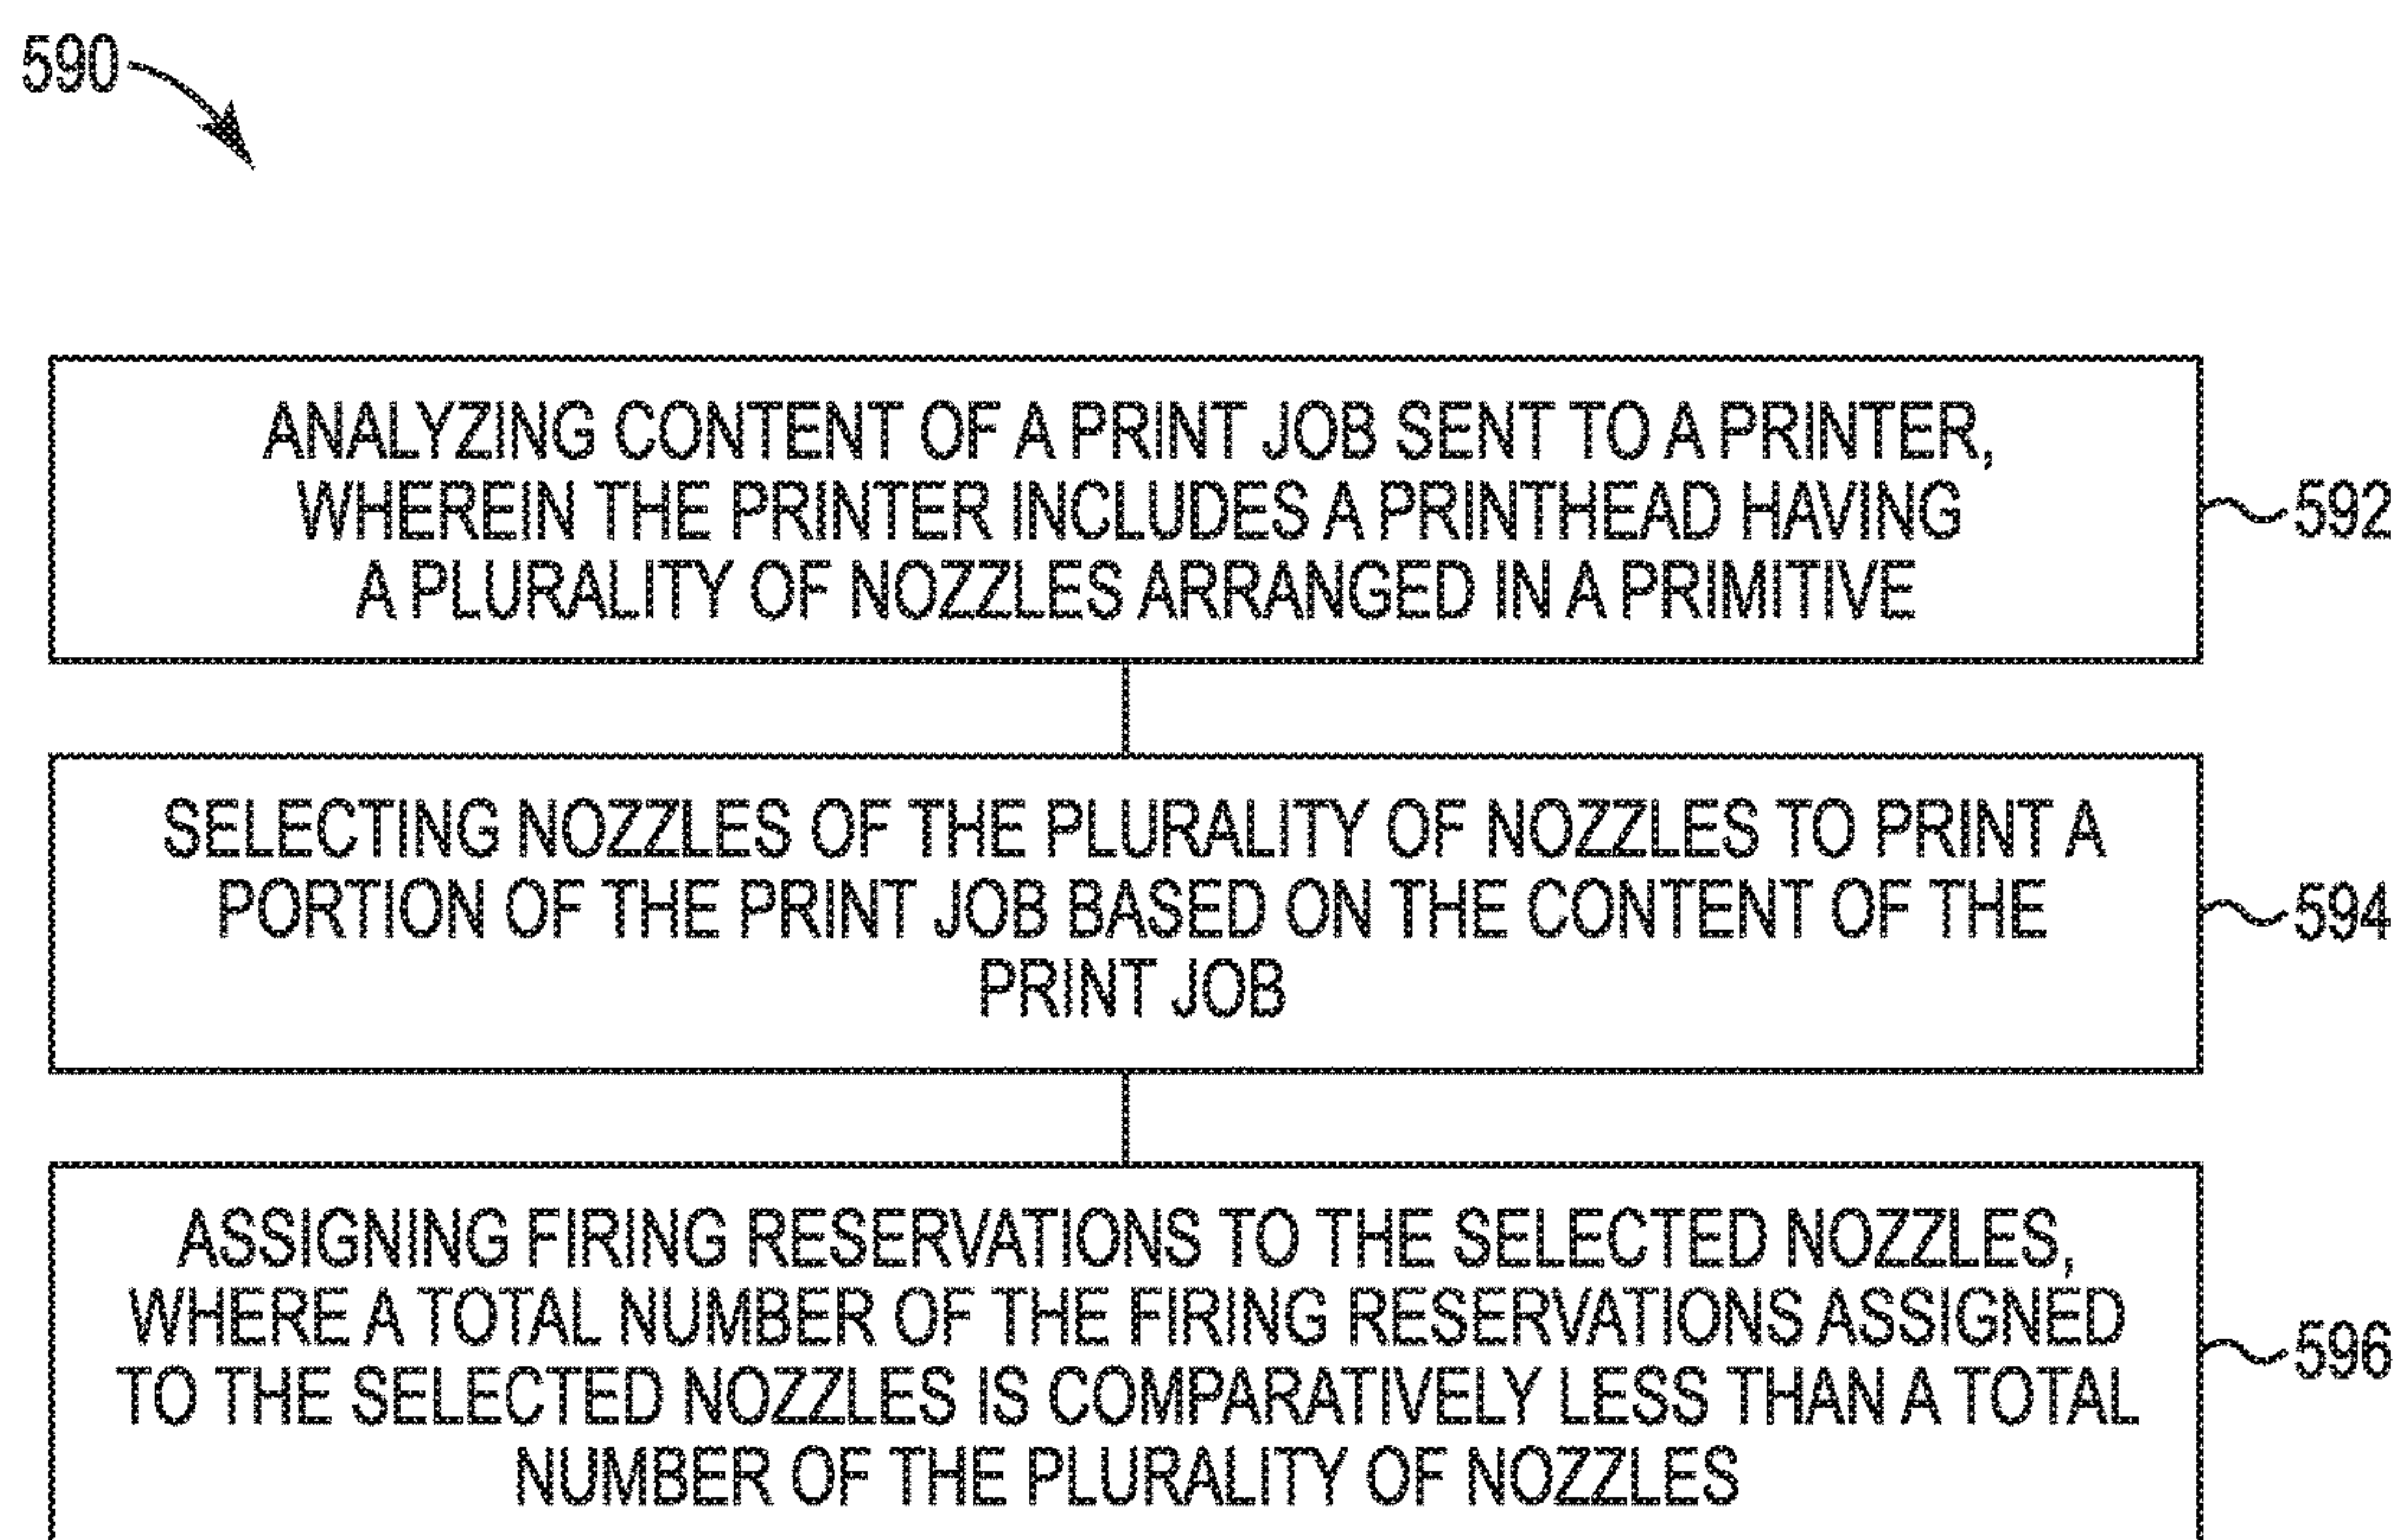 590
ANALYZING CONTENT OF A PRINT JOB SENT TO A PRINTER,
WHEREIN THE PRINTER INCLUDES A PRINTHEAD HAVING
A PLURALITY OF NOZZLES ARRANGED IN A PRIMITIVE
592
SELECTING NOZZLES OF THE PLURALITY OF NOZZLES TO PRINT A
PORTION OF THE PRINT JOB BASED ON THE CONTENT OF THE
PRINT JOB
594
ASSIGNING FIRING RESERVATIONS TO THE SELECTED NOZZLES,
WHERE A TOTAL NUMBER OF THE FIRING RESERVATIONS ASSIGNED
TO THE SELECTED NOZZLES IS COMPARATIVELY LESS THAN A TOTAL
NUMBER OF THE PLURALITY OF NOZZLES
596